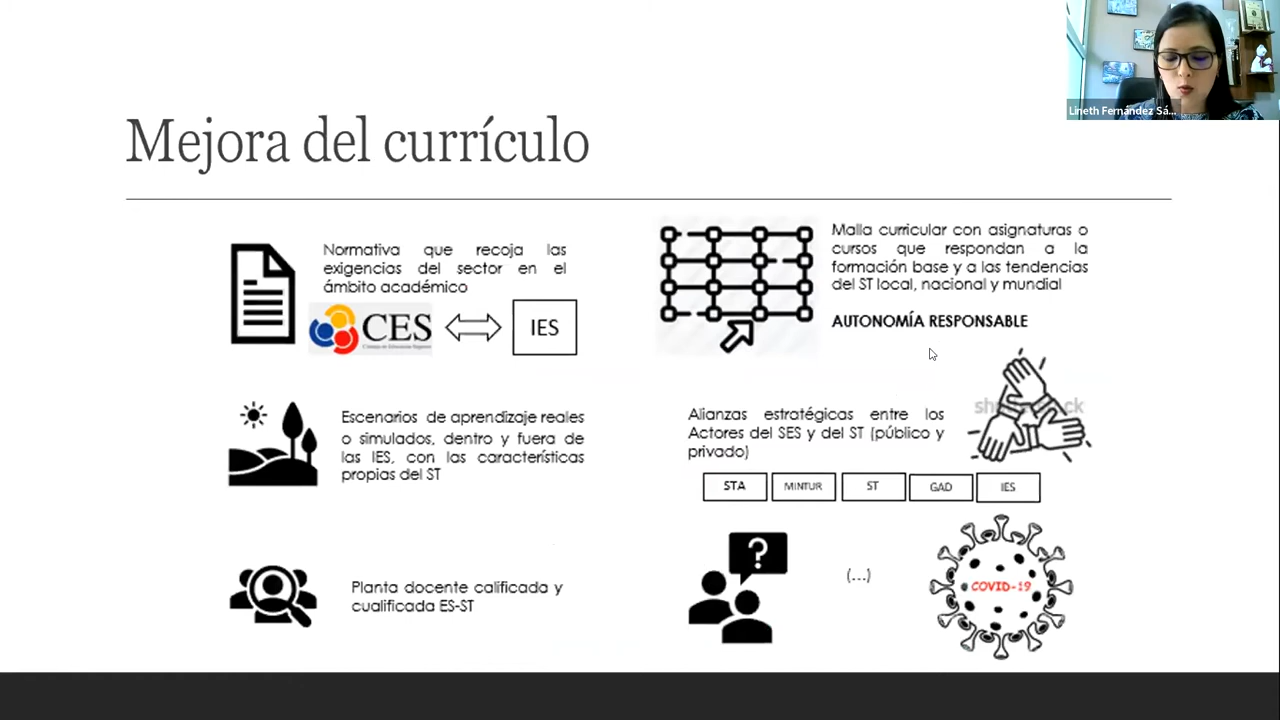 Lineth Fernández Sá...
Mejora del currículo
Normativa que recoja las
exigencias del sector en el
ámbito académico
CES
IES
Malla curricular con asignaturas o
cursos que respondan a la
formación base y a las tendencias
del ST local, nacional y mundial
AUTONOMÍA RESPONSABLE
Escenarios de aprendizaje reales
o simulados, dentro y fuera de
las IES, con las características
propias del ST
Alianzas estratégicas entre los
Actores del SES y del ST (público y
privado)
STA
MINTUR
ST
GAD
IES
Planta docente calificada y
cualificada ES-ST
?
(...)
COVID-19